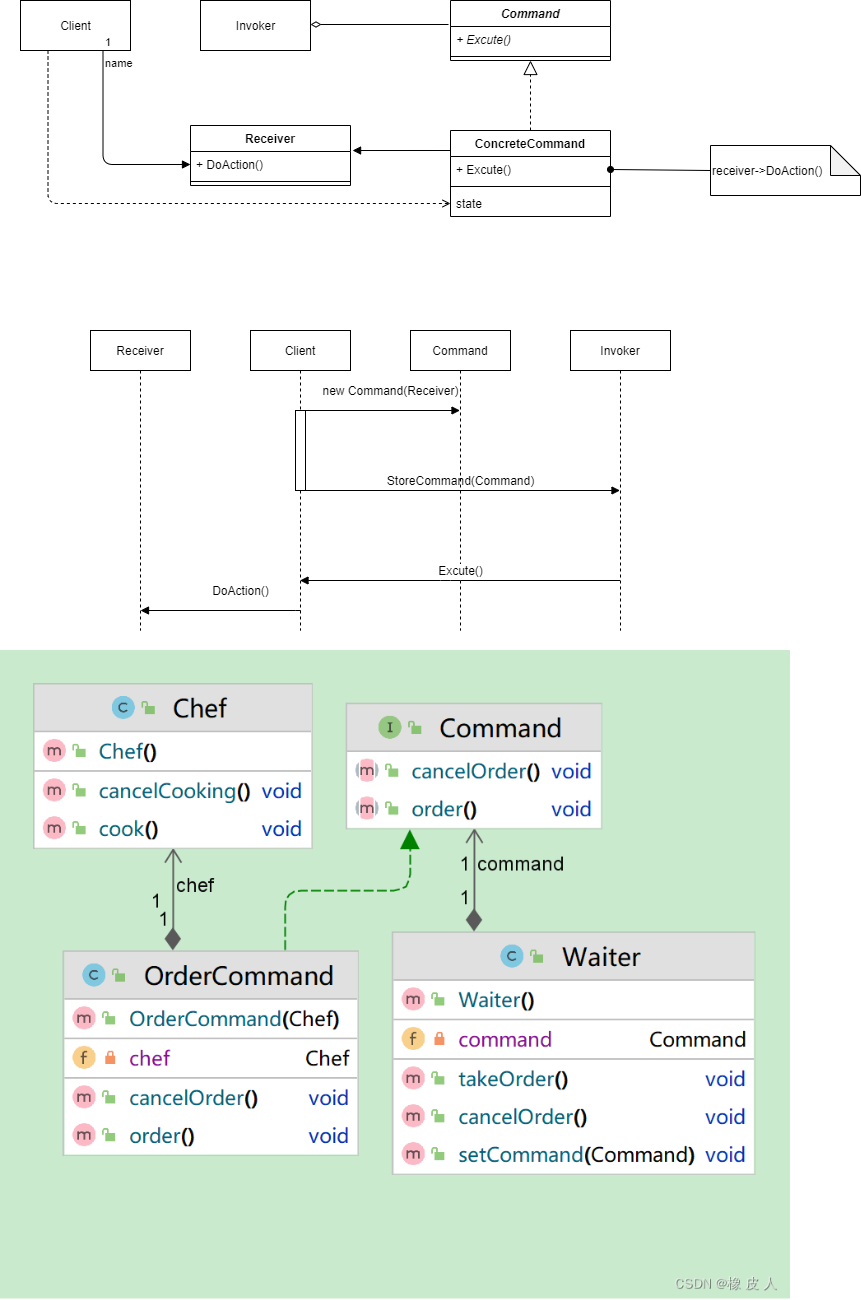 Client
Invoker
Command
+ Excute()
1
name
Receiver
+ DoAction()
ConcreteCommand
+ Excute()
state
receiver->DoAction()
Receiver
Client
Command
Invoker
new Command(Receiver)
StoreCommand(Command)
Excute()
DoAction()
C Chef
m Chef()
m cancelCooking() void
m cook() void
I Command
m cancelOrder() void
m order() void
chef
1
1
1 command
1
C OrderCommand
m OrderCommand(Chef)
f chef Chef
m cancelOrder() void
m order() void
C Waiter
m Waiter()
f command Command
m takeOrder() void
m cancelOrder() void
m setCommand(Command) void
CSDN @橡 皮 人